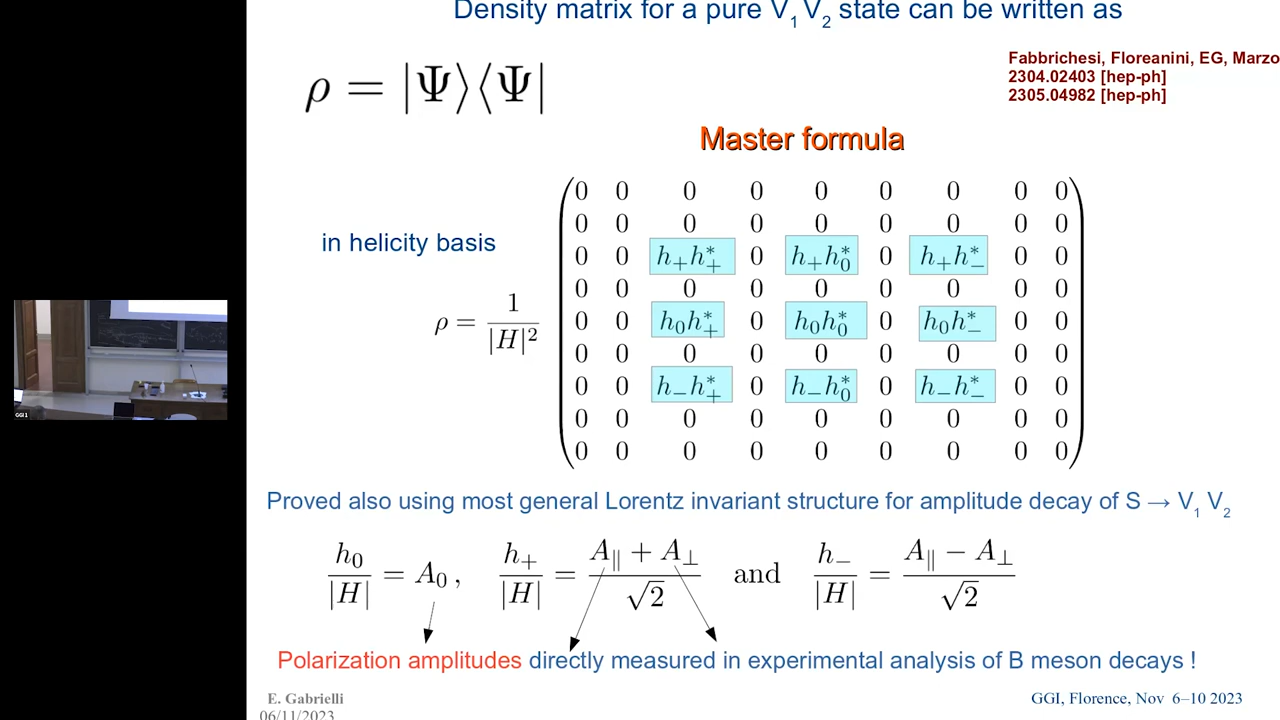 Density matrix for a pure V₁V₂ state can be written as
ρ = |Ψ⟩⟨Ψ|
Fabbrichesi, Floreanini, EG, Marzo
2304.02403 [hep-ph]
2305.04982 [hep-ph]
Master formula
in helicity basis
ρ = 1/|H|²
0 0 0 0 0 0 0 0 0
0 0 0 0 0 0 0 0 0
0 0 h₊h₊* 0 h₊h₀* 0 h₊h₋* 0 0
0 0 0 0 0 0 0 0 0
0 0 h₀h₊* 0 h₀h₀* 0 h₀h₋* 0 0
0 0 0 0 0 0 0 0 0
0 0 h₋h₊* 0 h₋h₀* 0 h₋h₋* 0 0
0 0 0 0 0 0 0 0 0
0 0 0 0 0 0 0 0 0
Proved also using most general Lorentz invariant structure for amplitude decay of S → V₁ V₂
h₀/|H| = A₀, h₊/|H| = (A∥ + A⊥)/√2 and h₋/|H| = (A∥ − A⊥)/√2
Polarization amplitudes directly measured in experimental analysis of B meson decays !
E. Gabrielli
06/11/2023
GGI, Florence, Nov 6–10 2023
GGI1